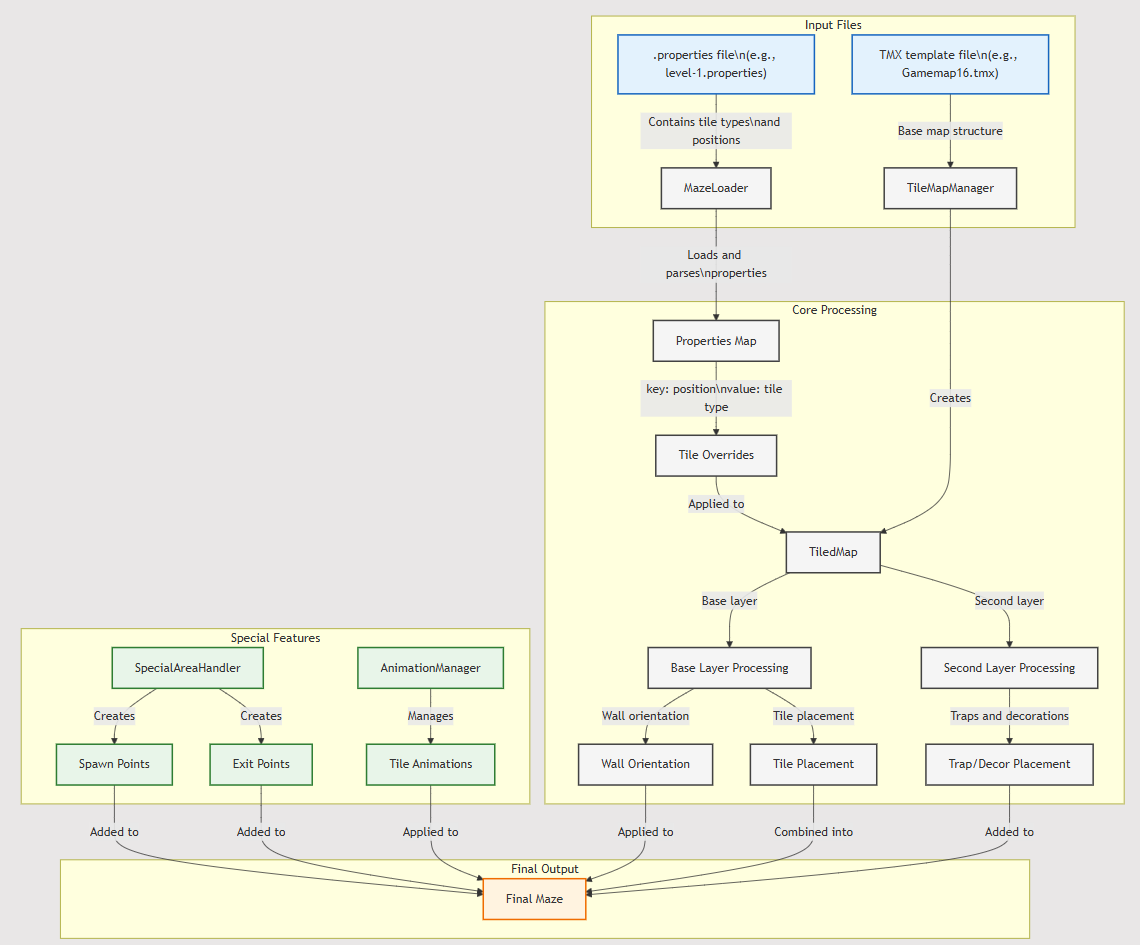 Input Files
.properties file\n(e.g.,
level-1.properties)
TMX template file\n(e.g.,
Gamemap16.tmx)
Contains tile types\nand
positions
Base map structure
MazeLoader
TileMapManager
Loads and
parses\nproperties
Core Processing
Properties Map
key: position\nvalue: tile
type
Creates
Tile Overrides
Applied to
TiledMap
Base layer
Second layer
Special Features
SpecialAreaHandler
AnimationManager
Base Layer Processing
Second Layer Processing
Creates
Creates
Manages
Wall orientation
Tile placement
Traps and decorations
Spawn Points
Exit Points
Tile Animations
Wall Orientation
Tile Placement
Trap/Decor Placement
Added to
Added to
Applied to
Applied to
Combined into
Added to
Final Output
Final Maze